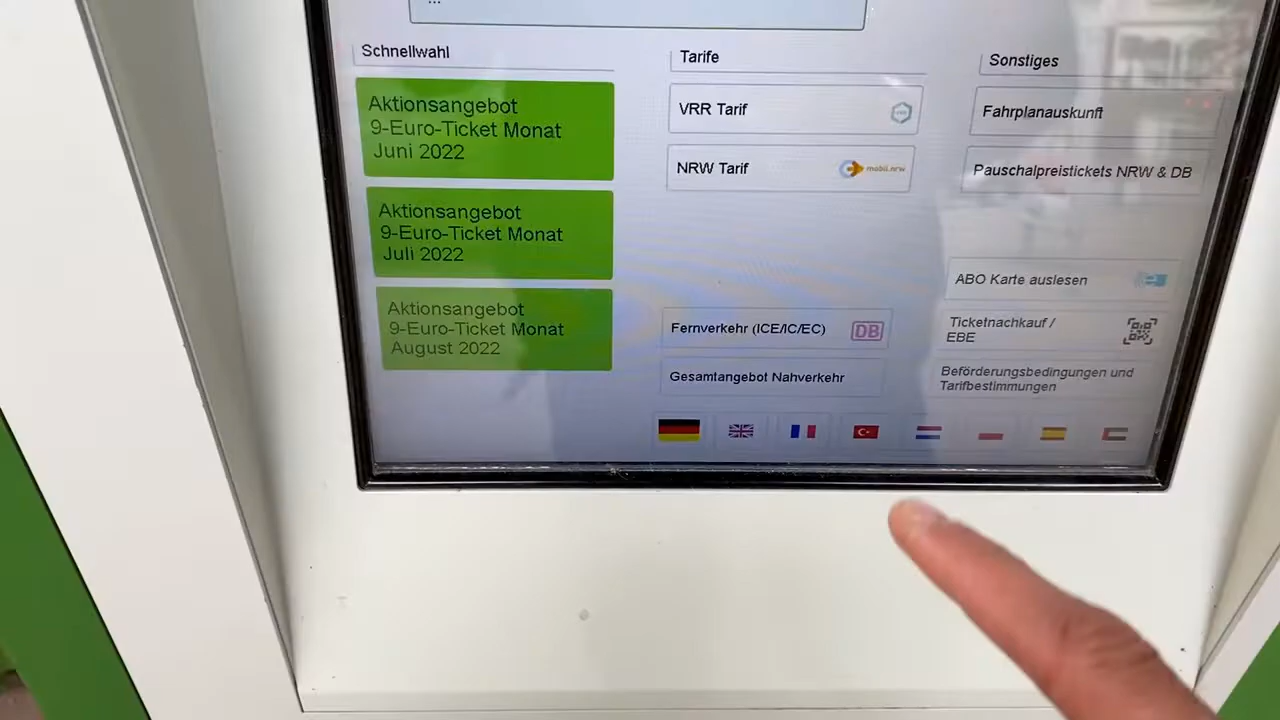 ...
Schnellwahl
Aktionsangebot
9-Euro-Ticket Monat
Juni 2022
Aktionsangebot
9-Euro-Ticket Monat
Juli 2022
Aktionsangebot
9-Euro-Ticket Monat
August 2022
Tarife
VRR Tarif
NRW Tarif
mobil.nrw
Fernverkehr (ICE/IC/EC)
DB
Gesamtangebot Nahverkehr
Sonstiges
Fahrplanauskunft
Pauschalpreistickets NRW & DB
ABO Karte auslesen
Ticketnachkauf /
EBE
Beförderungsbedingungen und
Tarifbestimmungen